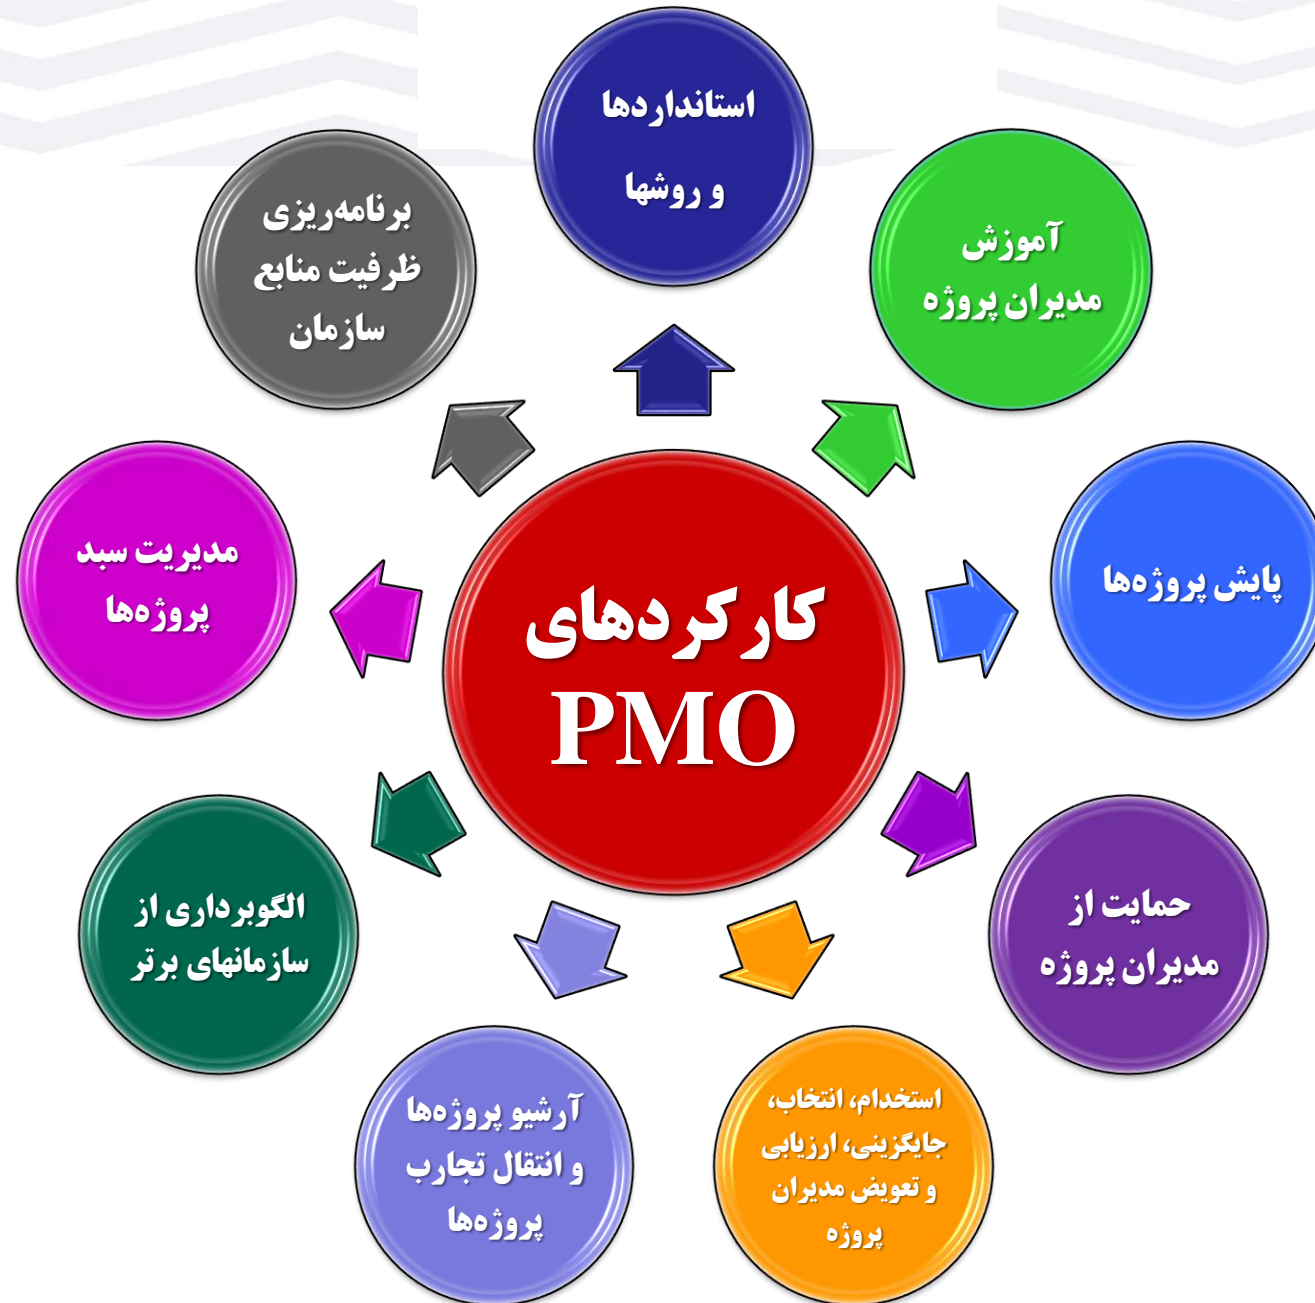 استانداردها
و روشها
آموزش
مدیران پروژه
پایش پروژه‌ها
حمایت از
مدیران پروژه
استخدام، انتخاب،
جایگزینی، ارزیابی
و تعویض مدیران
پروژه
آرشیو پروژه‌ها
و انتقال تجارب
پروژه‌ها
الگوبرداری از
سازمانهای برتر
مدیریت سبد
پروژه‌ها
برنامه‌ریزی
ظرفیت منابع
سازمان
کارکردهای
PMO